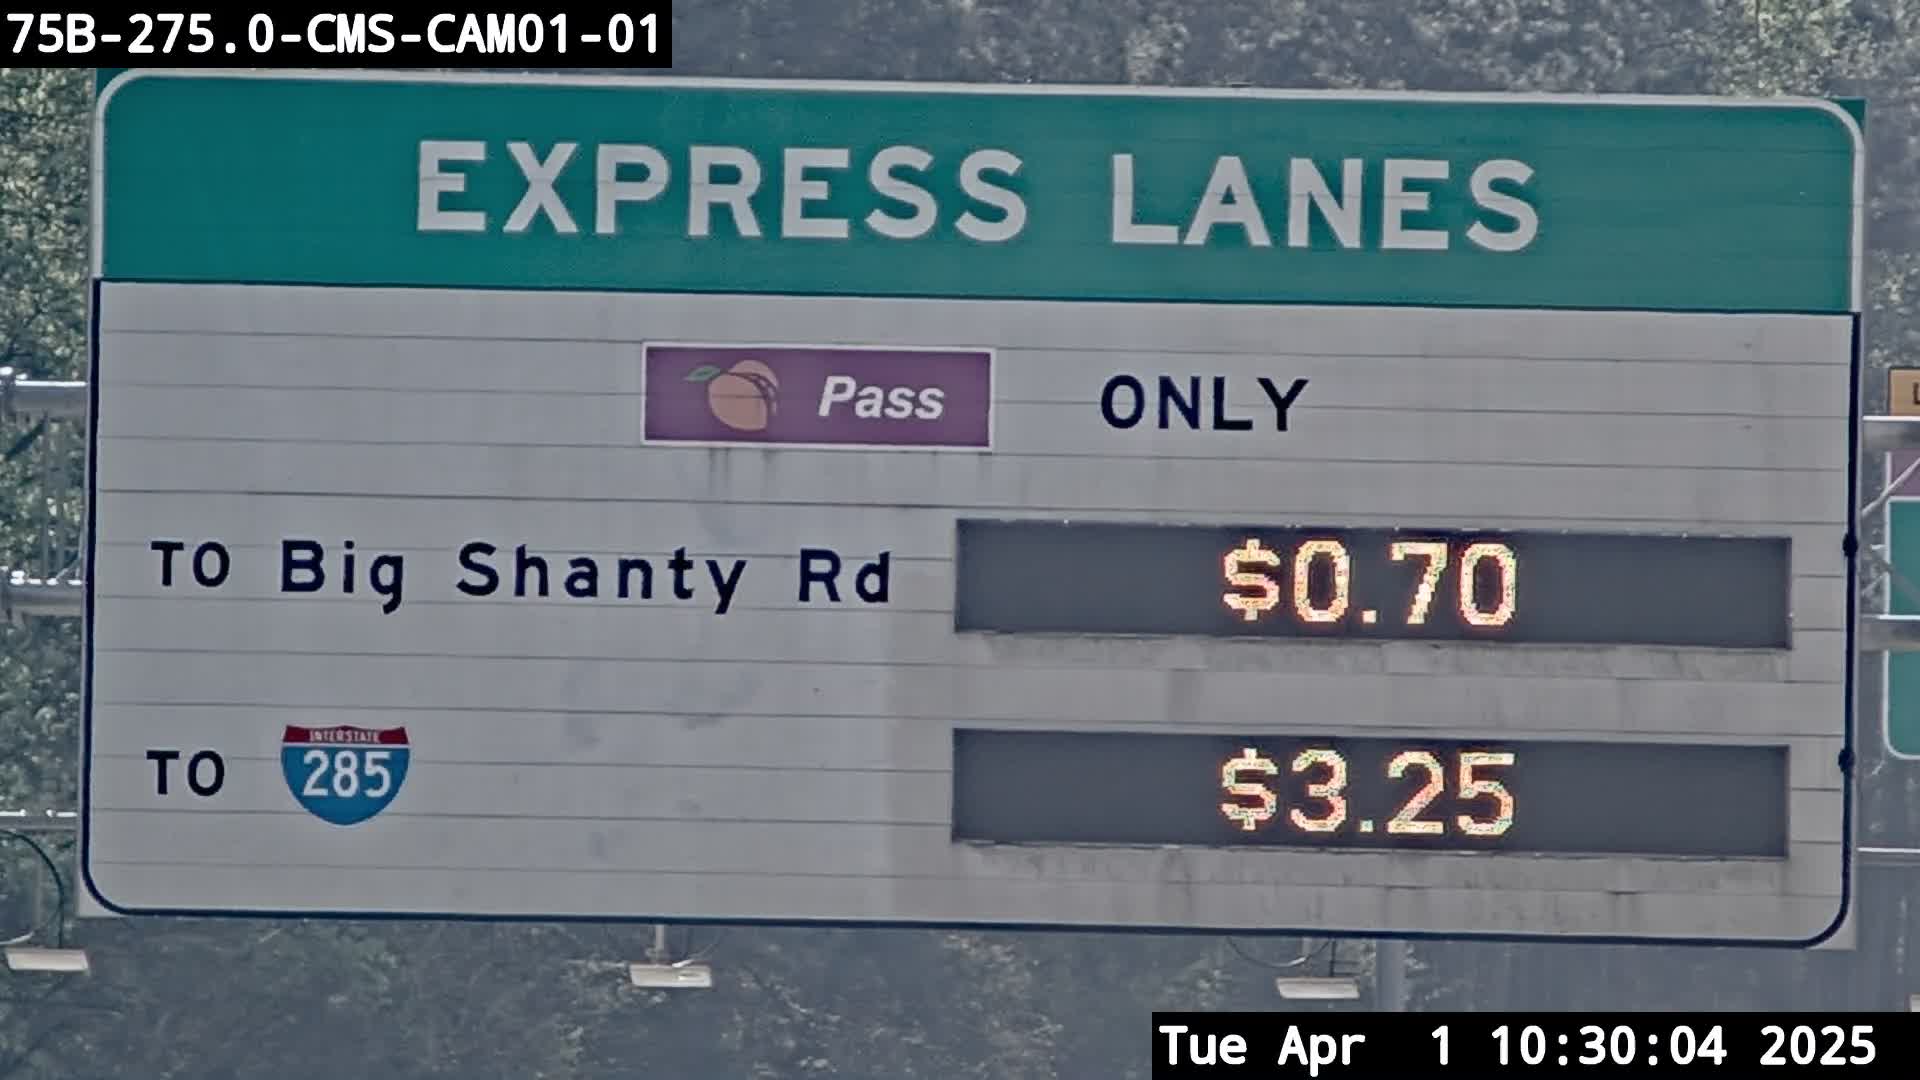 75B-275.0-CMS-CAM01-01
EXPRESS LANES
Pass ONLY
TO Big Shanty Rd $0.70
TO INTERSTATE 285 $3.25
Tue Apr 1 10:30:04 2025